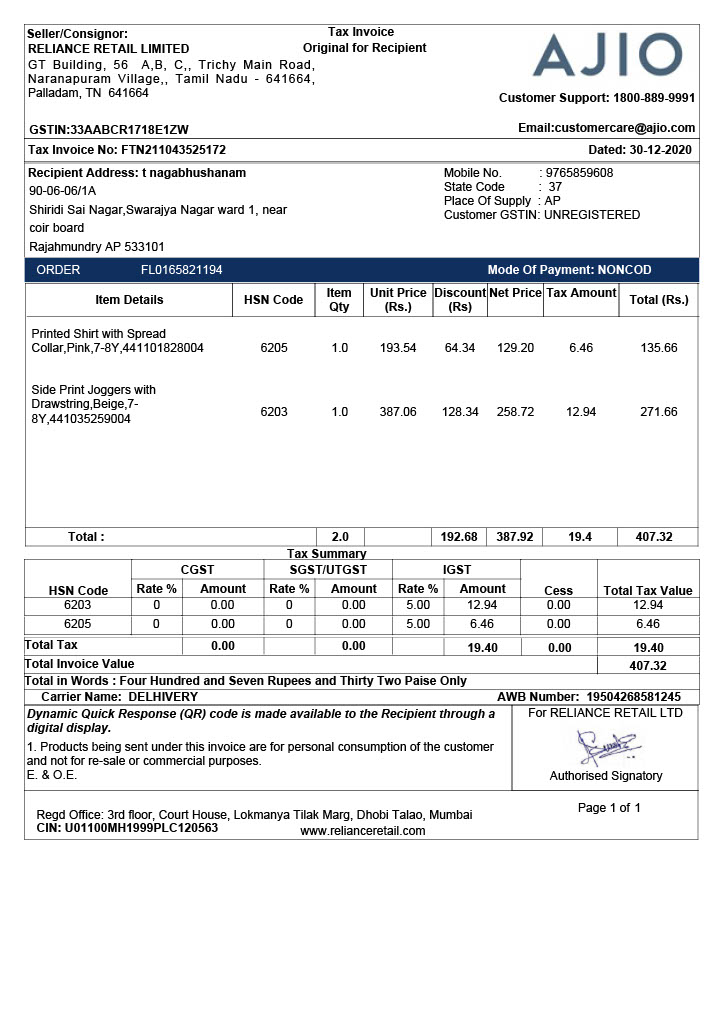 Seller/Consignor:
RELIANCE RETAIL LIMITED
GT Building, 56 A,B, C,, Trichy Main Road,
Naranapuram Village,, Tamil Nadu - 641664,
Palladam, TN 641664
GSTIN:33AABCR1718E1ZW
Tax Invoice
Original for Recipient
AJIO
Customer Support: 1800-889-9991
Email:customercare@ajio.com
Tax Invoice No: FTN211043525172 Dated: 30-12-2020
Recipient Address: t nagabhushanam
90-06-06/1A
Shiridi Sai Nagar,Swarajya Nagar ward 1, near
coir board
Rajahmundry AP 533101
Mobile No. : 9765859608
State Code : 37
Place Of Supply : AP
Customer GSTIN: UNREGISTERED
ORDER FL0165821194 Mode Of Payment: NONCOD
Item Details HSN Code Item Qty Unit Price (Rs.) Discount (Rs) Net Price Tax Amount Total (Rs.)
Printed Shirt with Spread
Collar,Pink,7-8Y,441101828004 6205 1.0 193.54 64.34 129.20 6.46 135.66
Side Print Joggers with
Drawstring,Beige,7-
8Y,441035259004 6203 1.0 387.06 128.34 258.72 12.94 271.66
Total : 2.0 192.68 387.92 19.4 407.32
Tax Summary
CGST SGST/UTGST IGST
HSN Code Rate % Amount Rate % Amount Rate % Amount Cess Total Tax Value
6203 0 0.00 0 0.00 5.00 12.94 0.00 12.94
6205 0 0.00 0 0.00 5.00 6.46 0.00 6.46
Total Tax 0.00 0.00 19.40 0.00 19.40
Total Invoice Value 407.32
Total in Words : Four Hundred and Seven Rupees and Thirty Two Paise Only
Carrier Name: DELHIVERY AWB Number: 19504268581245
Dynamic Quick Response (QR) code is made available to the Recipient through a
digital display.
1. Products being sent under this invoice are for personal consumption of the customer
and not for re-sale or commercial purposes.
E. & O.E.
For RELIANCE RETAIL LTD
Authorised Signatory
Page 1 of 1
Regd Office: 3rd floor, Court House, Lokmanya Tilak Marg, Dhobi Talao, Mumbai
CIN: U01100MH1999PLC120563 www.relianceretail.com